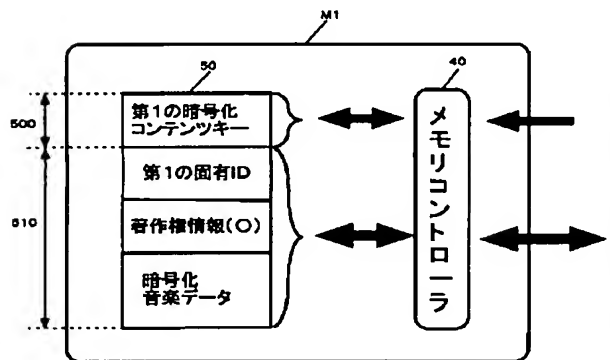 M1
50
40
500
510
第1の暗号化
コンテンツキー
第1の固有ID
著作権情報(〇)
暗号化
音楽データ
メモリコントローラ